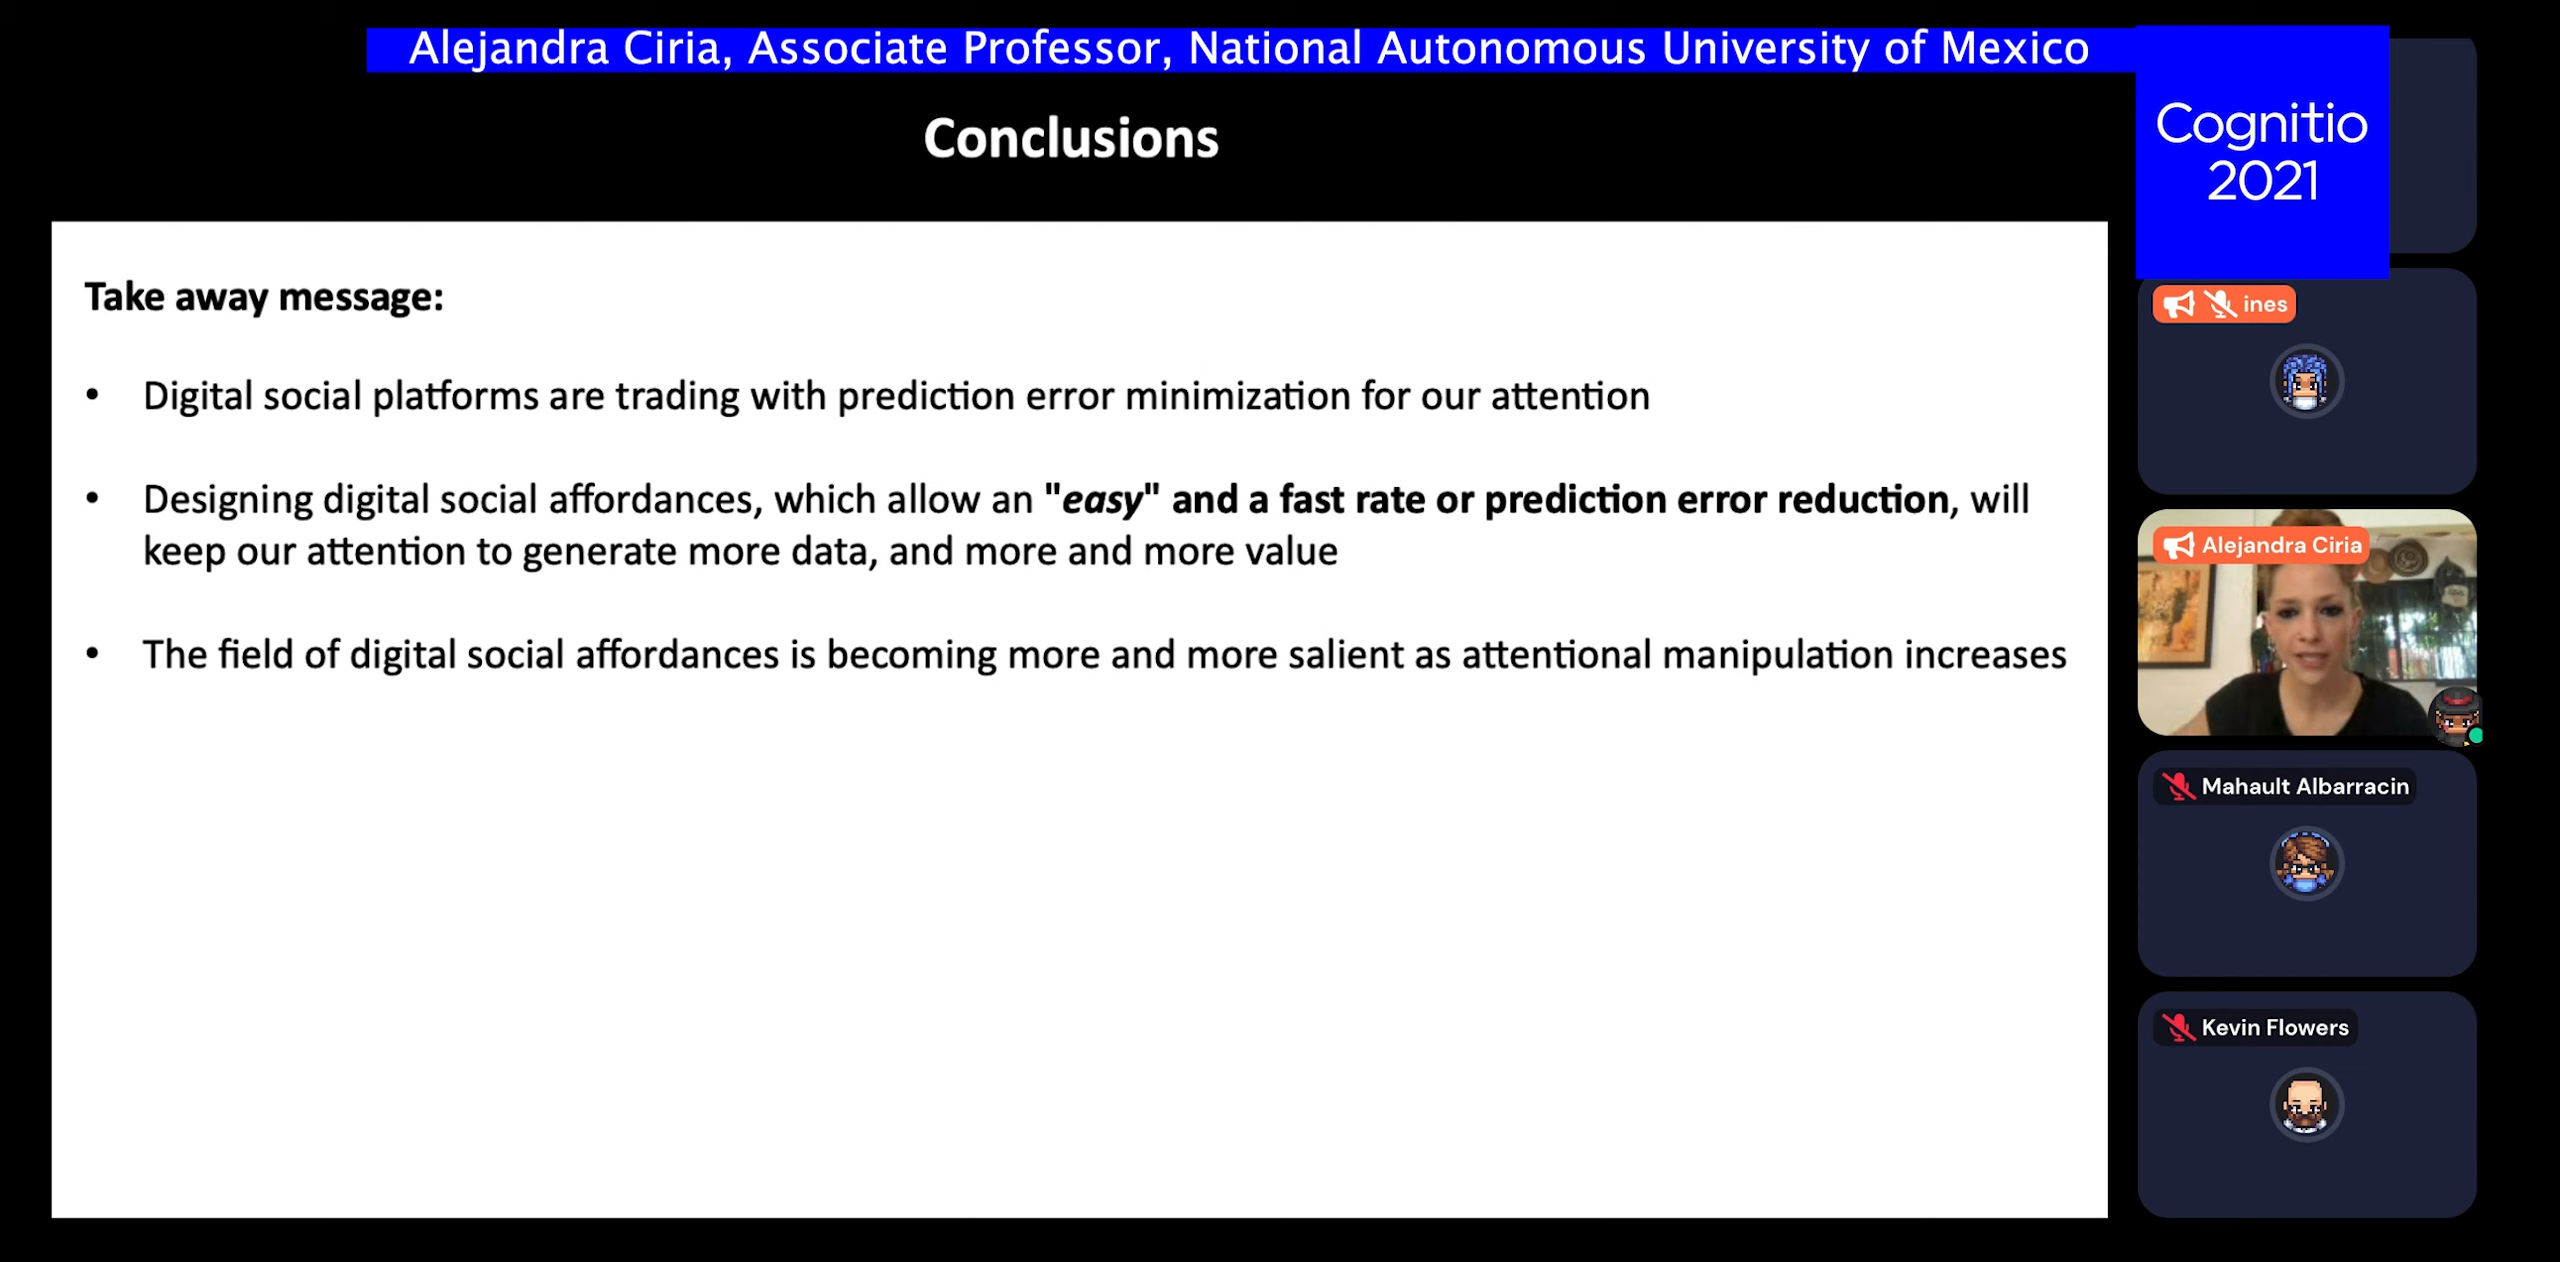 Alejandra Ciria, Associate Professor, National Autonomous University of Mexico
Cognitio
2021
Conclusions
Take away message:
• Digital social platforms are trading with prediction error minimization for our attention
• Designing digital social affordances, which allow an "easy" and a fast rate or prediction error reduction, will
keep our attention to generate more data, and more and more value
• The field of digital social affordances is becoming more and more salient as attentional manipulation increases
ines
Alejandra Ciria
Mahault Albarracin
Kevin Flowers